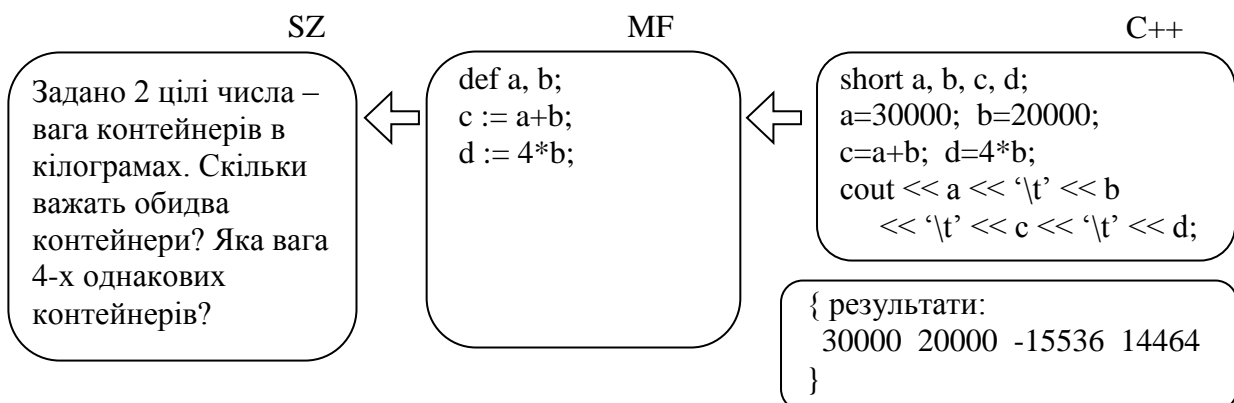 SZ
MF
C++
Задано 2 цілі числа –
вага контейнерів в
кілограмах. Скільки
важать обидва
контейнери? Яка вага
4-х однакових
контейнерів?
def a, b;
c := a+b;
d := 4*b;
short a, b, c, d;
a=30000; b=20000;
c=a+b; d=4*b;
cout << a << ‘\t’ << b
<< ‘\t’ << c << ‘\t’ << d;
{ результати:
30000 20000 -15536 14464
}